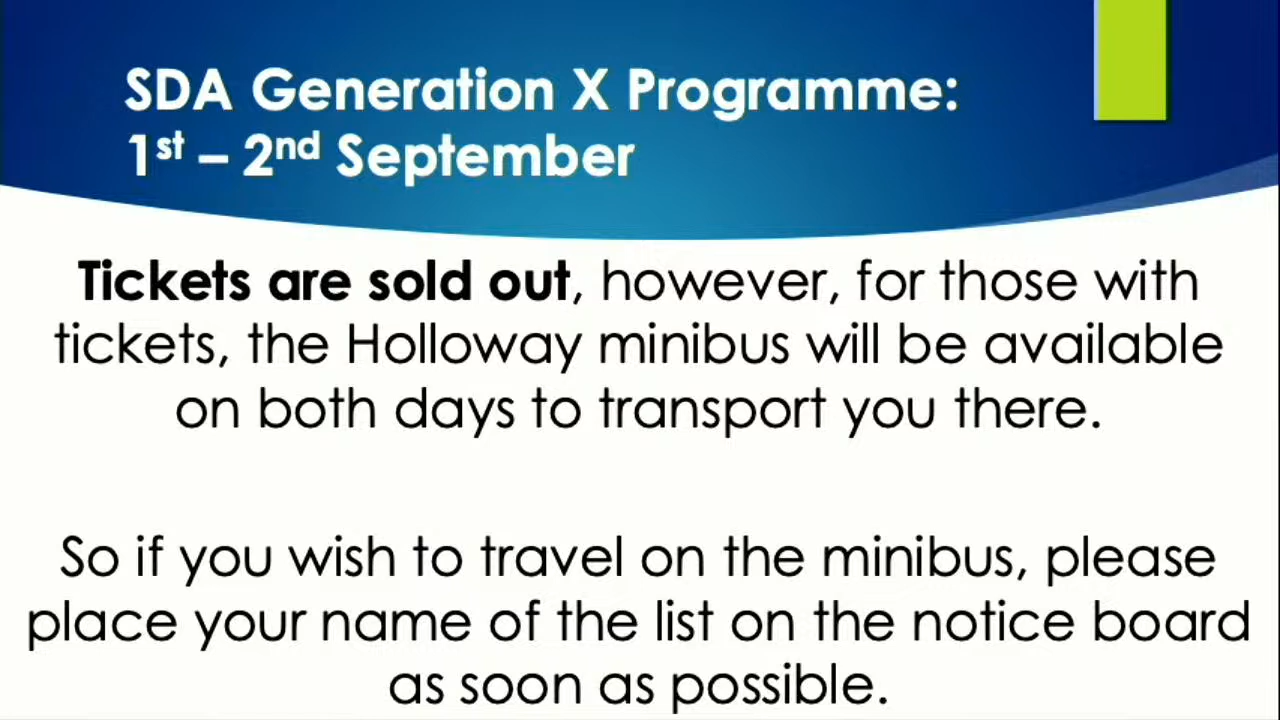 SDA Generation X Programme:
1st – 2nd September
Tickets are sold out, however, for those with
tickets, the Holloway minibus will be available
on both days to transport you there.
So if you wish to travel on the minibus, please
place your name of the list on the notice board
as soon as possible.